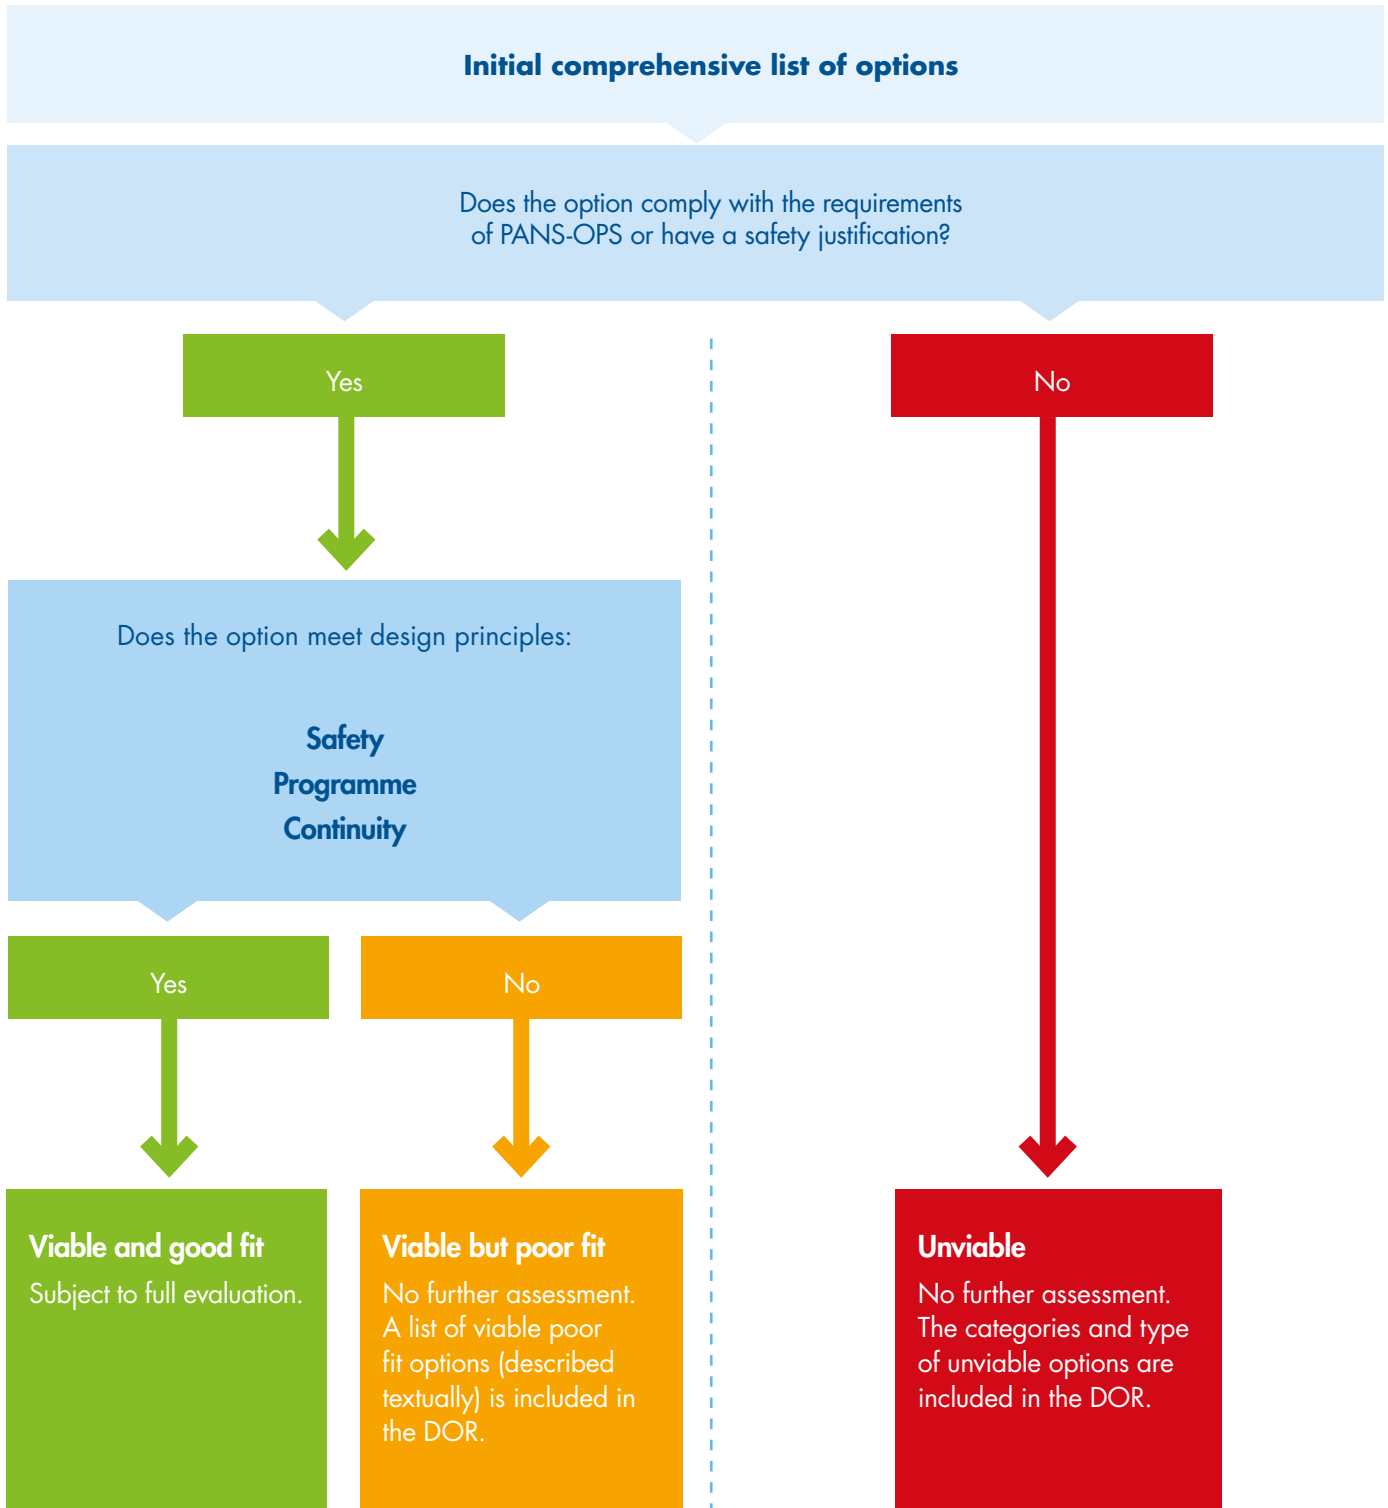 Initial comprehensive list of options
Does the option comply with the requirements
of PANS-OPS or have a safety justification?
Yes
No
Does the option meet design principles:
Safety
Programme
Continuity
Yes
No
Viable and good fit
Subject to full evaluation.
Viable but poor fit
No further assessment.
A list of viable poor
fit options (described
textually) is included in
the DOR.
Unviable
No further assessment.
The categories and type
of unviable options are
included in the DOR.